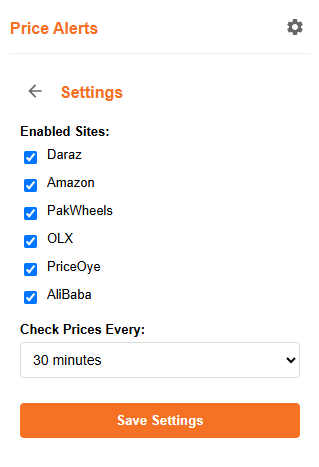 Price Alerts
Settings
Enabled Sites:
Daraz
Amazon
PakWheels
OLX
PriceOye
AliBaba
Check Prices Every:
30 minutes
Save Settings